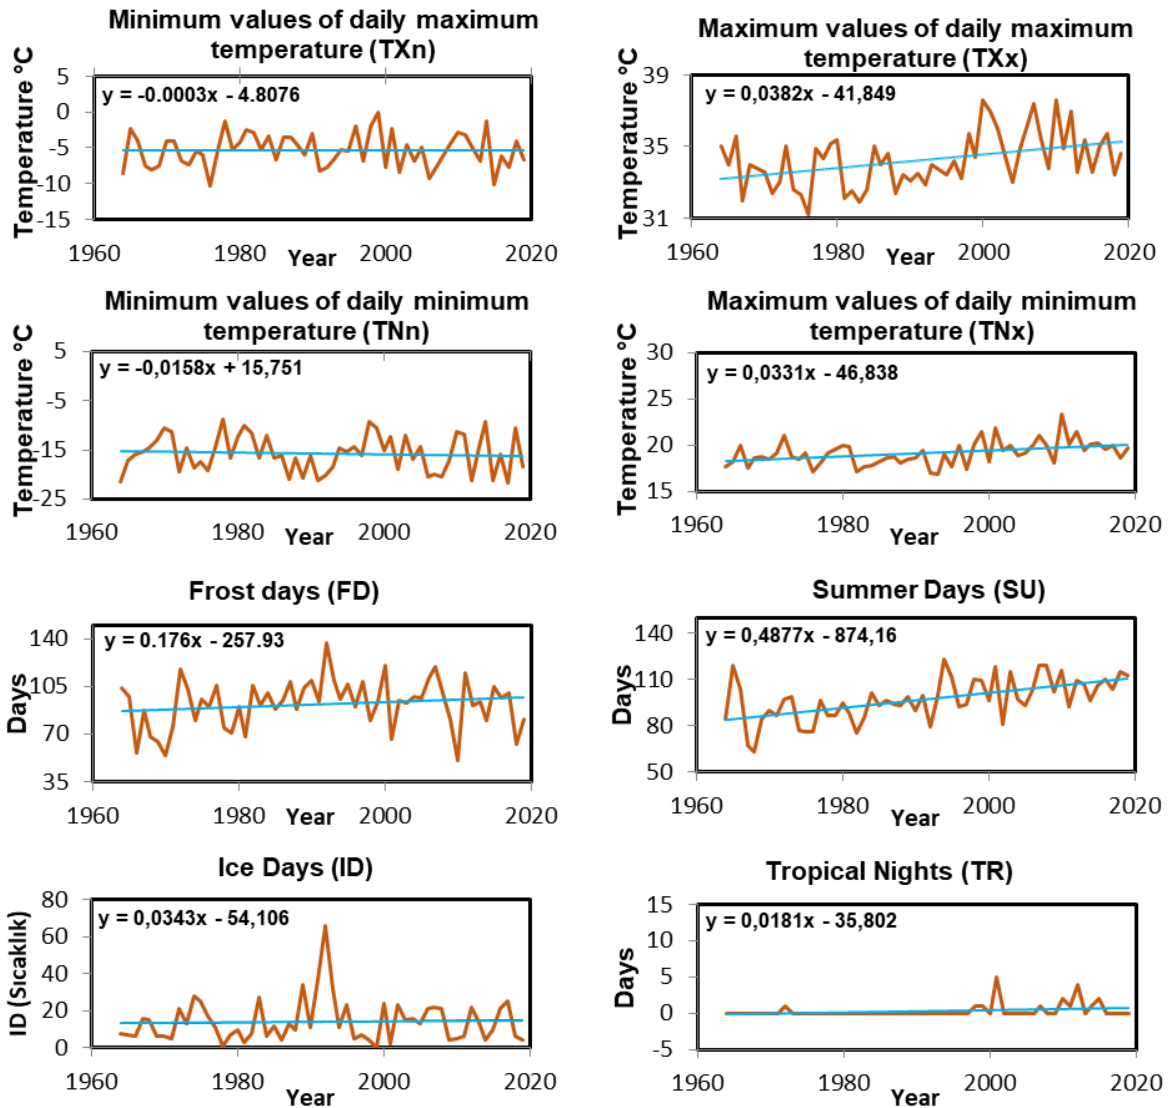 Minimum values of daily maximum
temperature (TXn)
Temperature °C
5
0
-5
-10
-15
y = -0.0003x - 4.8076
1960
1980
2000
2020
Year
Maximum values of daily maximum
temperature (TXx)
Temperature °C
39
35
31
y = 0,0382x - 41,849
1960
1980
2000
2020
Year
Minimum values of daily minimum
temperature (TNn)
Temperature °C
5
-5
-15
-25
y = -0,0158x + 15,751
1960
1980
2000
2020
Year
Maximum values of daily minimum
temperature (TNx)
Temperature °C
30
25
20
15
y = 0,0331x - 46,838
1960
1980
2000
2020
Year
Frost days (FD)
Days
140
105
70
35
y = 0.176x - 257.93
1960
1980
2000
2020
Year
Summer Days (SU)
Days
140
110
80
50
y = 0,4877x - 874,16
1960
1980
2000
2020
Year
Ice Days (ID)
ID (Sıcaklık)
80
60
40
20
0
y = 0,0343x - 54,106
1960
1980
2000
2020
Year
Tropical Nights (TR)
Days
15
10
5
0
-5
y = 0,0181x - 35,802
1960
1980
2000
2020
Year